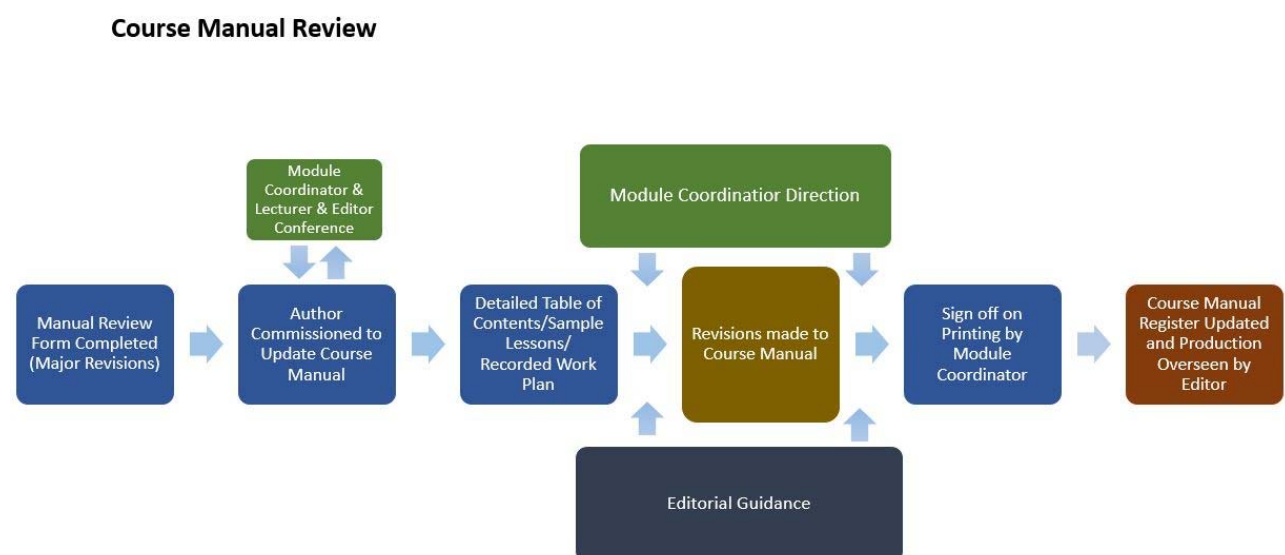 Course Manual Review
Module
Coordinator &
Lecturer & Editor
Conference
Module Coordinatior Direction
Manual Review
Form Completed
(Major Revisions)
Author
Commissioned to
Update Course
Manual
Detailed Table of
Contents/Sample
Lessons/
Recorded Work
Plan
Revisions made to
Course Manual
Sign off on
Printing by
Module
Coordinator
Course Manual
Register Updated
and Production
Overseen by
Editor
Editorial Guidance